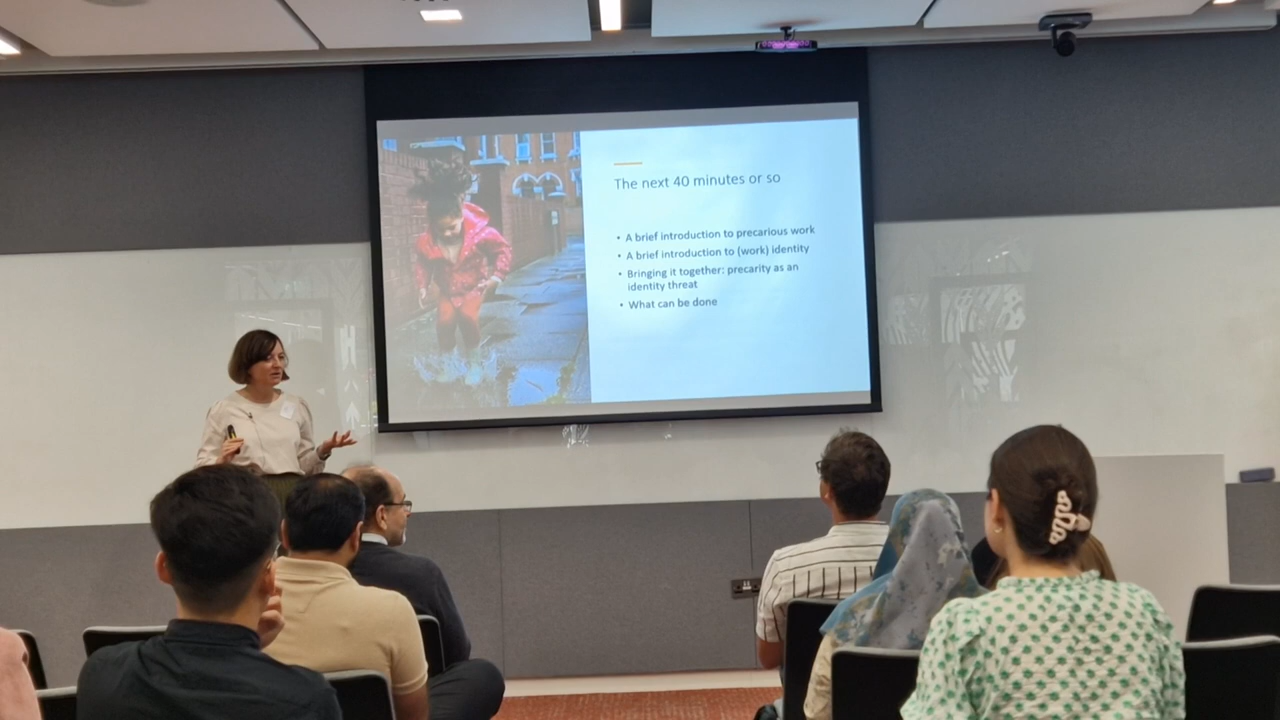 The next 40 minutes or so
• A brief introduction to precarious work
• A brief introduction to (work) identity
• Bringing it together: precarity as an
identity threat
• What can be done